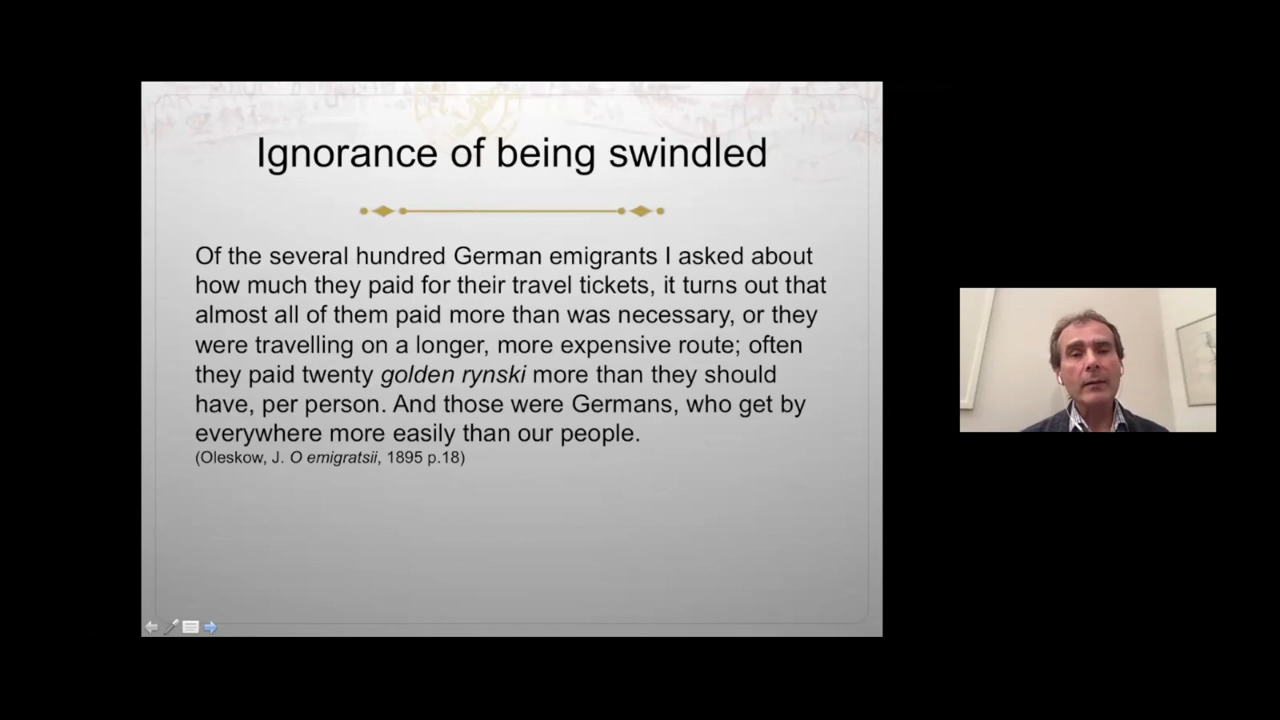 Ignorance of being swindled
Of the several hundred German emigrants I asked about
how much they paid for their travel tickets, it turns out that
almost all of them paid more than was necessary, or they
were travelling on a longer, more expensive route; often
they paid twenty golden rynski more than they should
have, per person. And those were Germans, who get by
everywhere more easily than our people.
(Oleskow, J. O emigratsii, 1895 p.18)